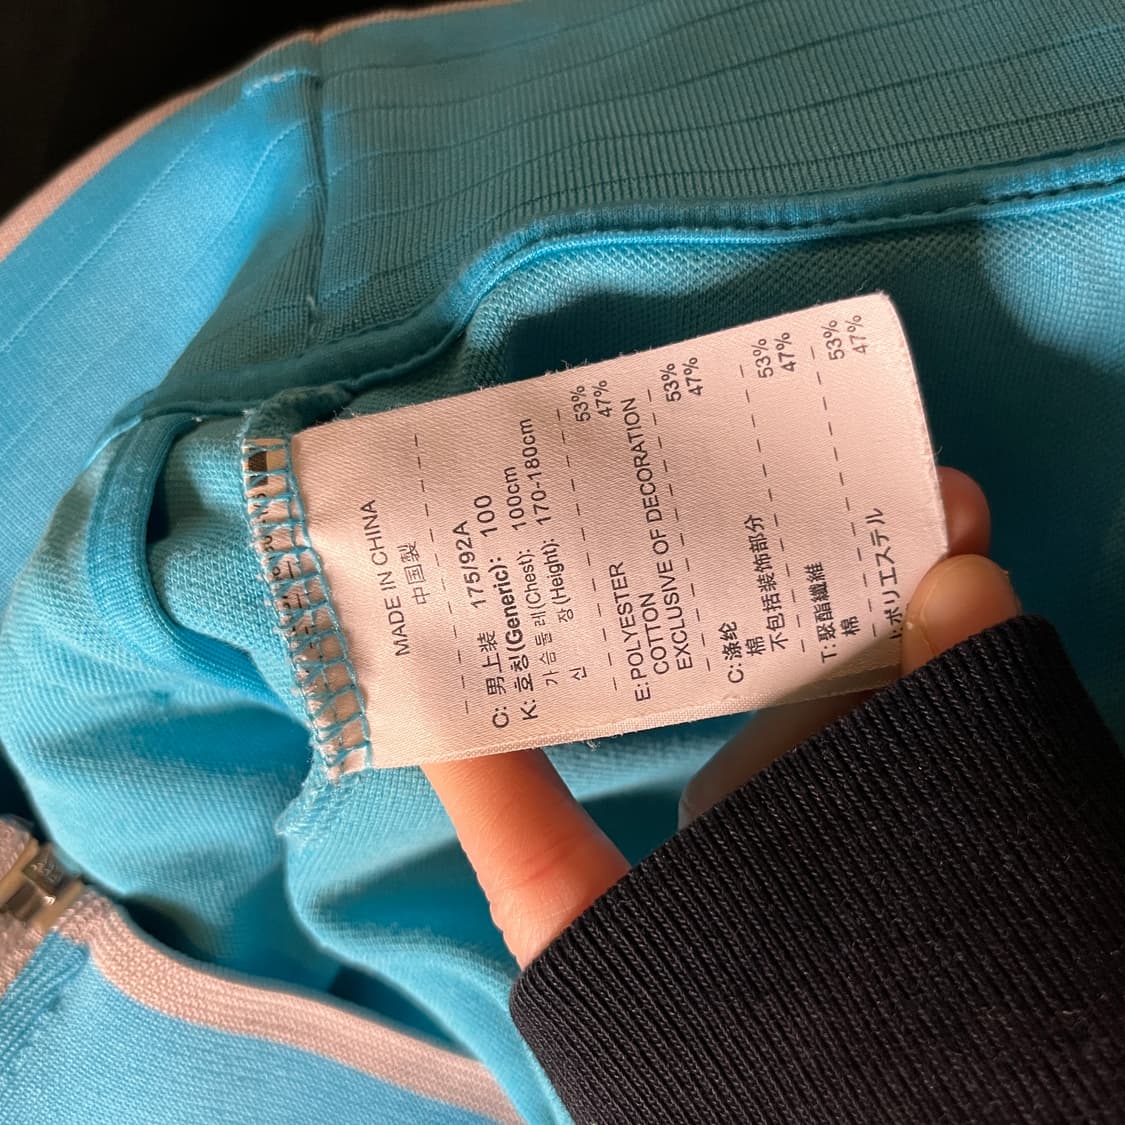 MADE IN CHINA
中国製
C: 男上装 175/92A
K: 호칭(Generic): 100
가슴둘레(Chest): 100cm
신 장(Height): 170-180cm
E: POLYESTER 53%
COTTON 47%
EXCLUSIVE OF DECORATION
C: 涤纶 53%
棉 47%
不包括装饰部分
T: 聚酯纖維 53%
棉 47%
ポリエステル